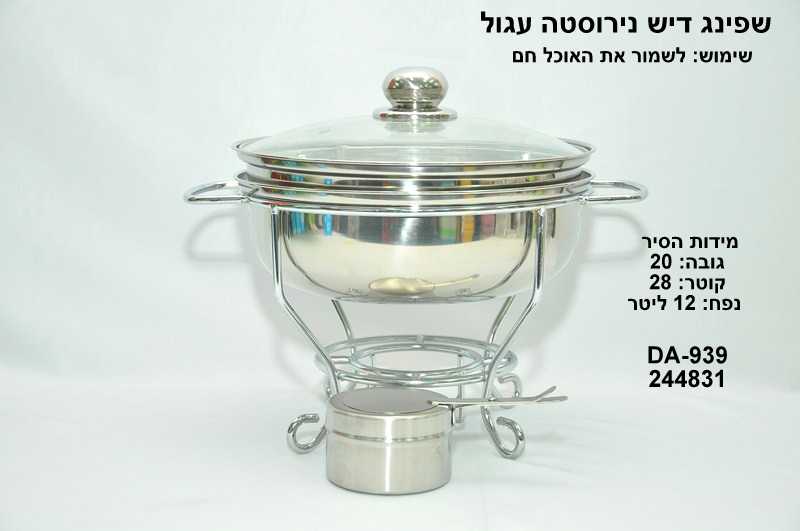 שפינג דיש נירוסטה עגול
שימוש: לשמור את האוכל חם
מידות הסיר
גובה: 20
קוטר: 28
נפח: 12 ליטר
DA-939
244831